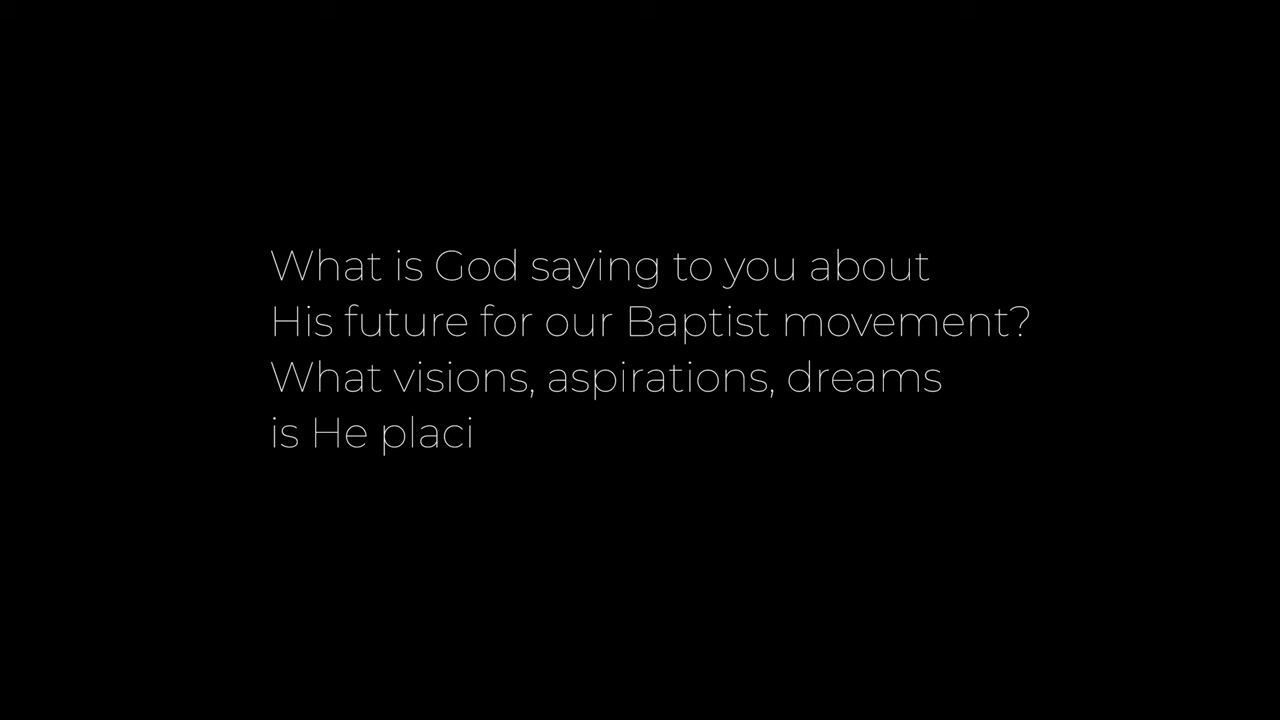 What is God saying to you about
His future for our Baptist movement?
What visions, aspirations, dreams
is He placi